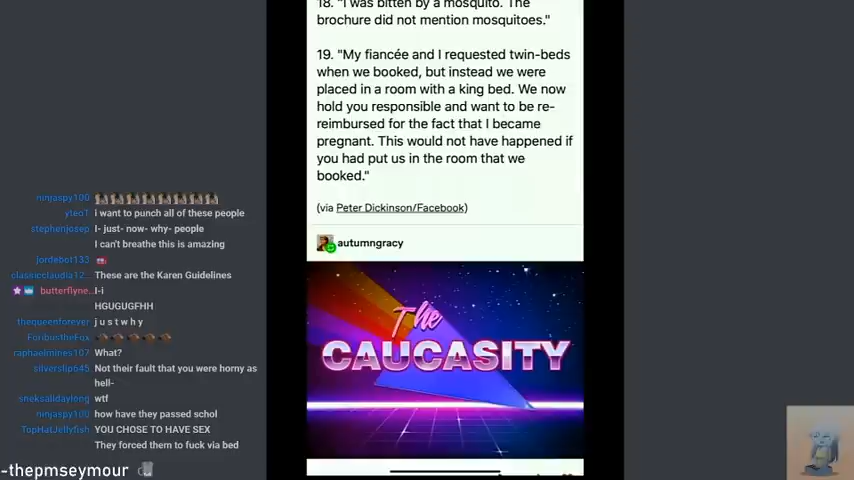 18. "I was bitten by a mosquito. The
brochure did not mention mosquitoes."
19. "My fiancée and I requested twin-beds
when we booked, but instead we were
placed in a room with a king bed. We now
hold you responsible and want to be re-
reimbursed for the fact that I became
pregnant. This would not have happened if
you had put us in the room that we
booked."
(via Peter Dickinson/Facebook)
autumngracy
The
CAUCASITY
ninjaspy100
yteo1 i want to punch all of these people
stephenjosep I- just- now- why- people
I can't breathe this is amazing
jordebot133
classicclaudia12... These are the Karen Guidelines
butterflyne... I-i
HGUGUGFHH
thequeenforever j u s t w h y
ForibustheFox
raphaelmines107 What?
silverslip645 Not their fault that you were horny as
hell-
sneksalidaylong wtf
ninjaspy100 how have they passed schol
TopHatJellyfish YOU CHOSE TO HAVE SEX
They forced them to fuck via bed
-thepmseymour